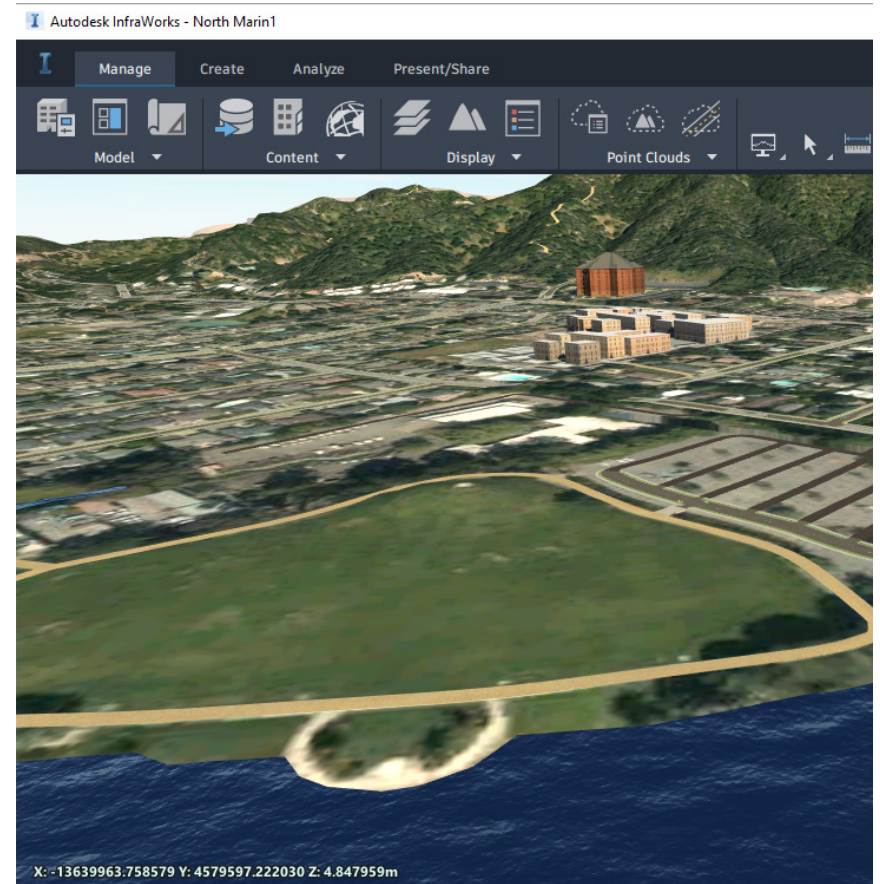 Autodesk InfraWorks - North Marin1
Manage Create Analyze Present/Share
Model Content Display Point Clouds
X: -13639963.758579 Y: 4579597.222030 Z: 4.847959m